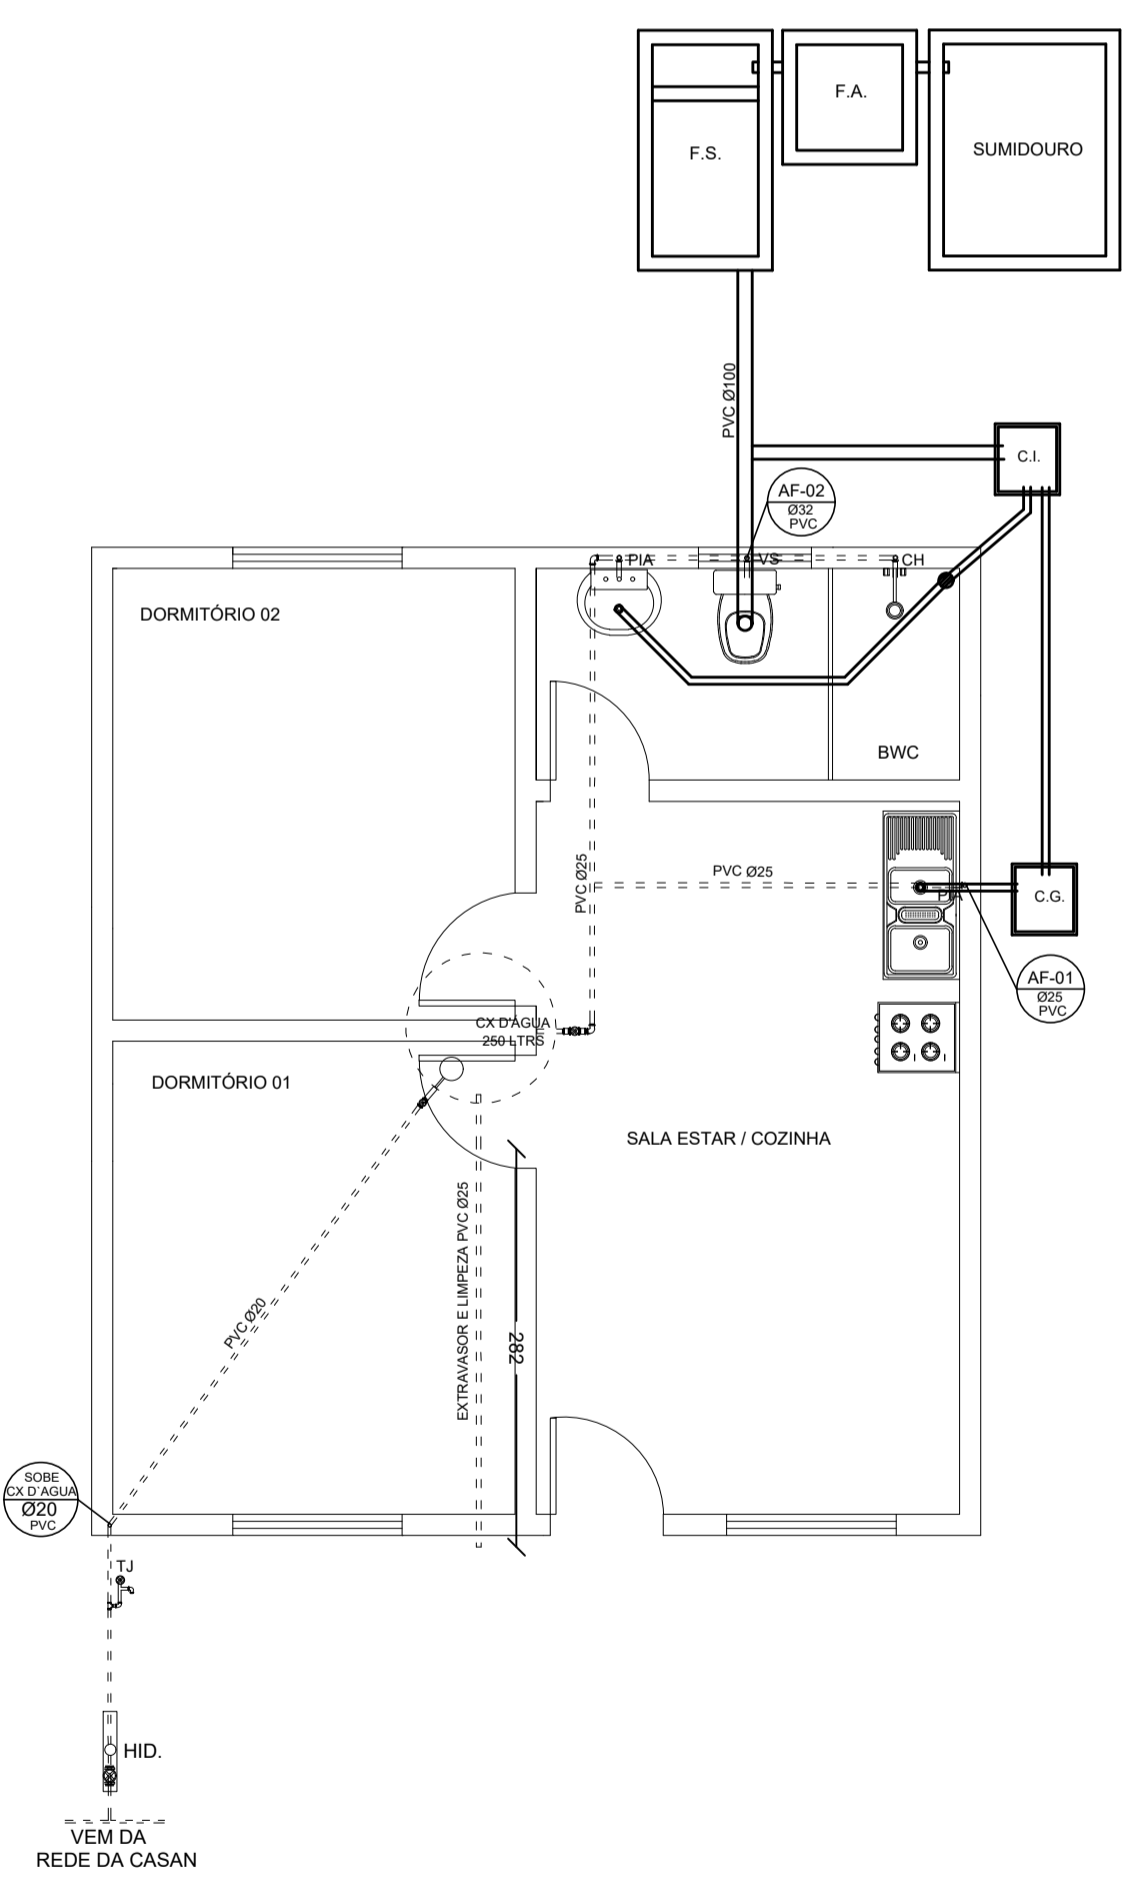 F.A.
SUMIDOURO
F.S.
PVC Ø100
C.I.
AF-02
Ø32
PVC
PIA
VS
CH
DORMITÓRIO 02
BWC
PVC Ø25
PVC Ø25
PIA
C.G.
AF-01
Ø25
PVC
CX D'AGUA
250 LTRS
DORMITÓRIO 01
SALA ESTAR / COZINHA
EXTRAVASOR E LIMPEZA PVC Ø25
282
PVC Ø20
SOBE
CX D`AGUA
Ø20
PVC
TJ
HID.
VEM DA
REDE DA CASAN